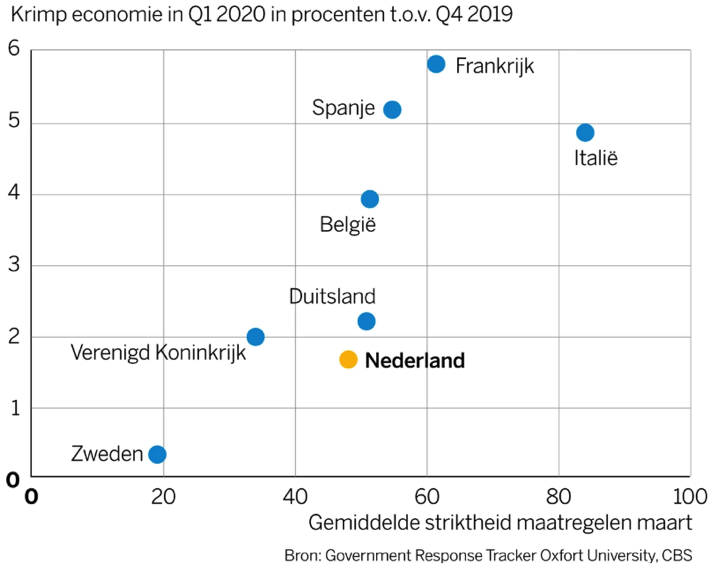 Krimp economie in Q1 2020 in procenten t.o.v. Q4 2019
6
Frankrijk
Spanje
5
Italië
4
België
3
Duitsland
2
Verenigd Koninkrijk
Nederland
1
Zweden
0
0 20 40 60 80 100
Gemiddelde striktheid maatregelen maart
Bron: Government Response Tracker Oxfort University, CBS